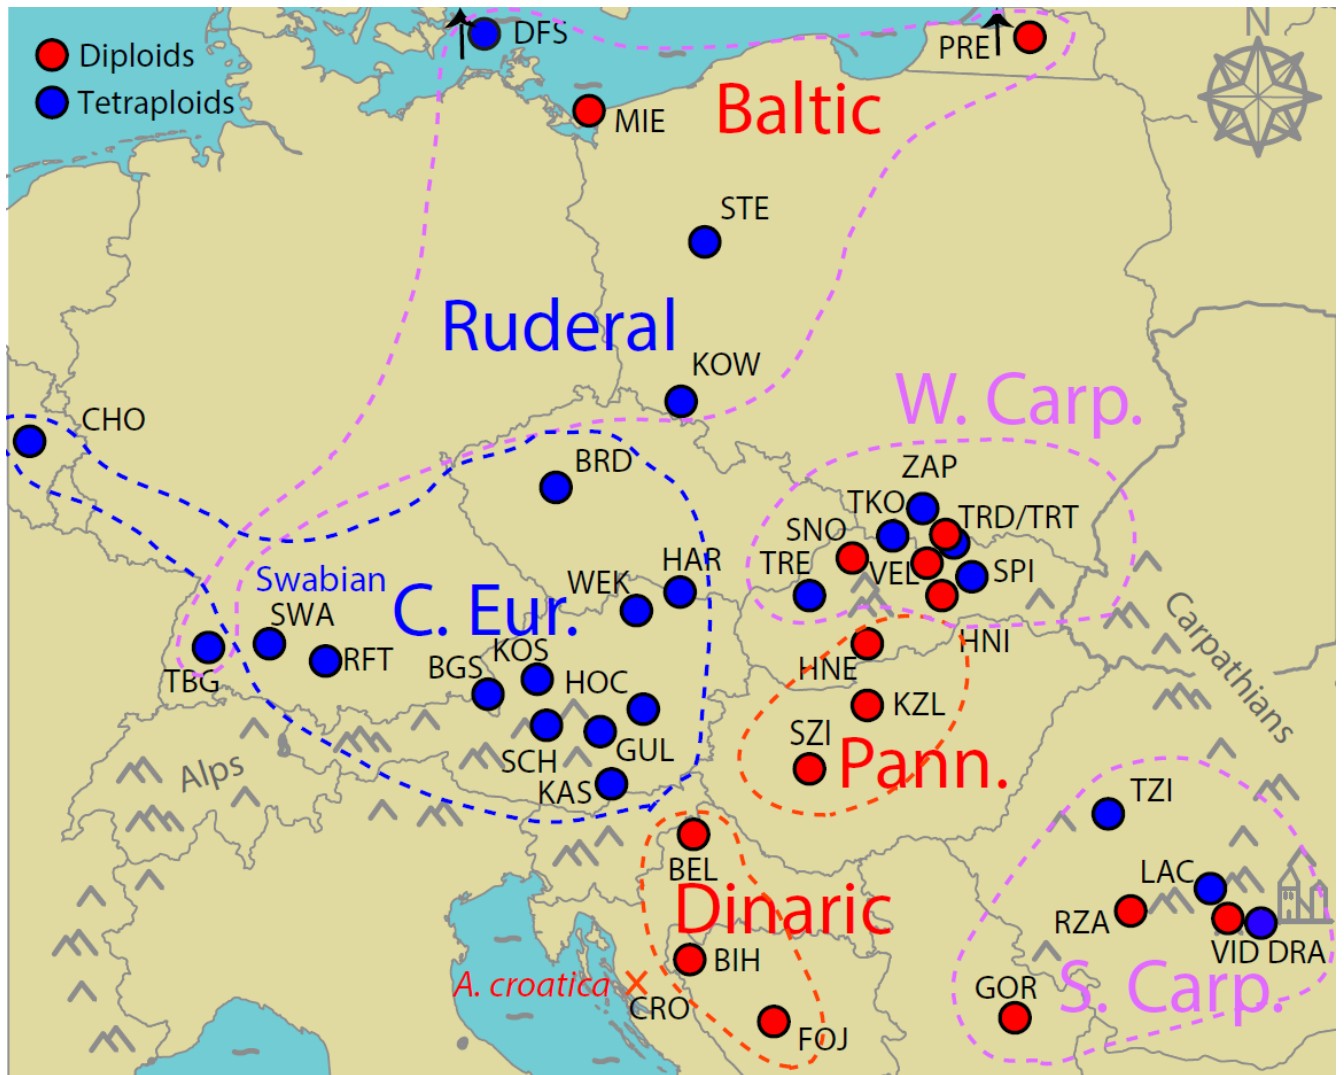 DFS
N
Diploids
PRE
Tetraploids
Baltic
MIE
STE
Ruderal
KOW
W. Carp.
CHO
BRD
ZAP
TKO
TRD/TRT
SNO
HAR
TRE
VEL
SPI
Swabian
WEK
SWA
C. Eur.
Carpathians
KOS
HNI
RFT
BGS
HNE
TBG
HOC
KZL
SZI
GUL
Pann.
SCH
Alps
KAS
TZI
BEL
LAC
Dinaric
RZA
VID DRA
BIH
A. croatica
S. Carp.
GOR
CRO
FOJ